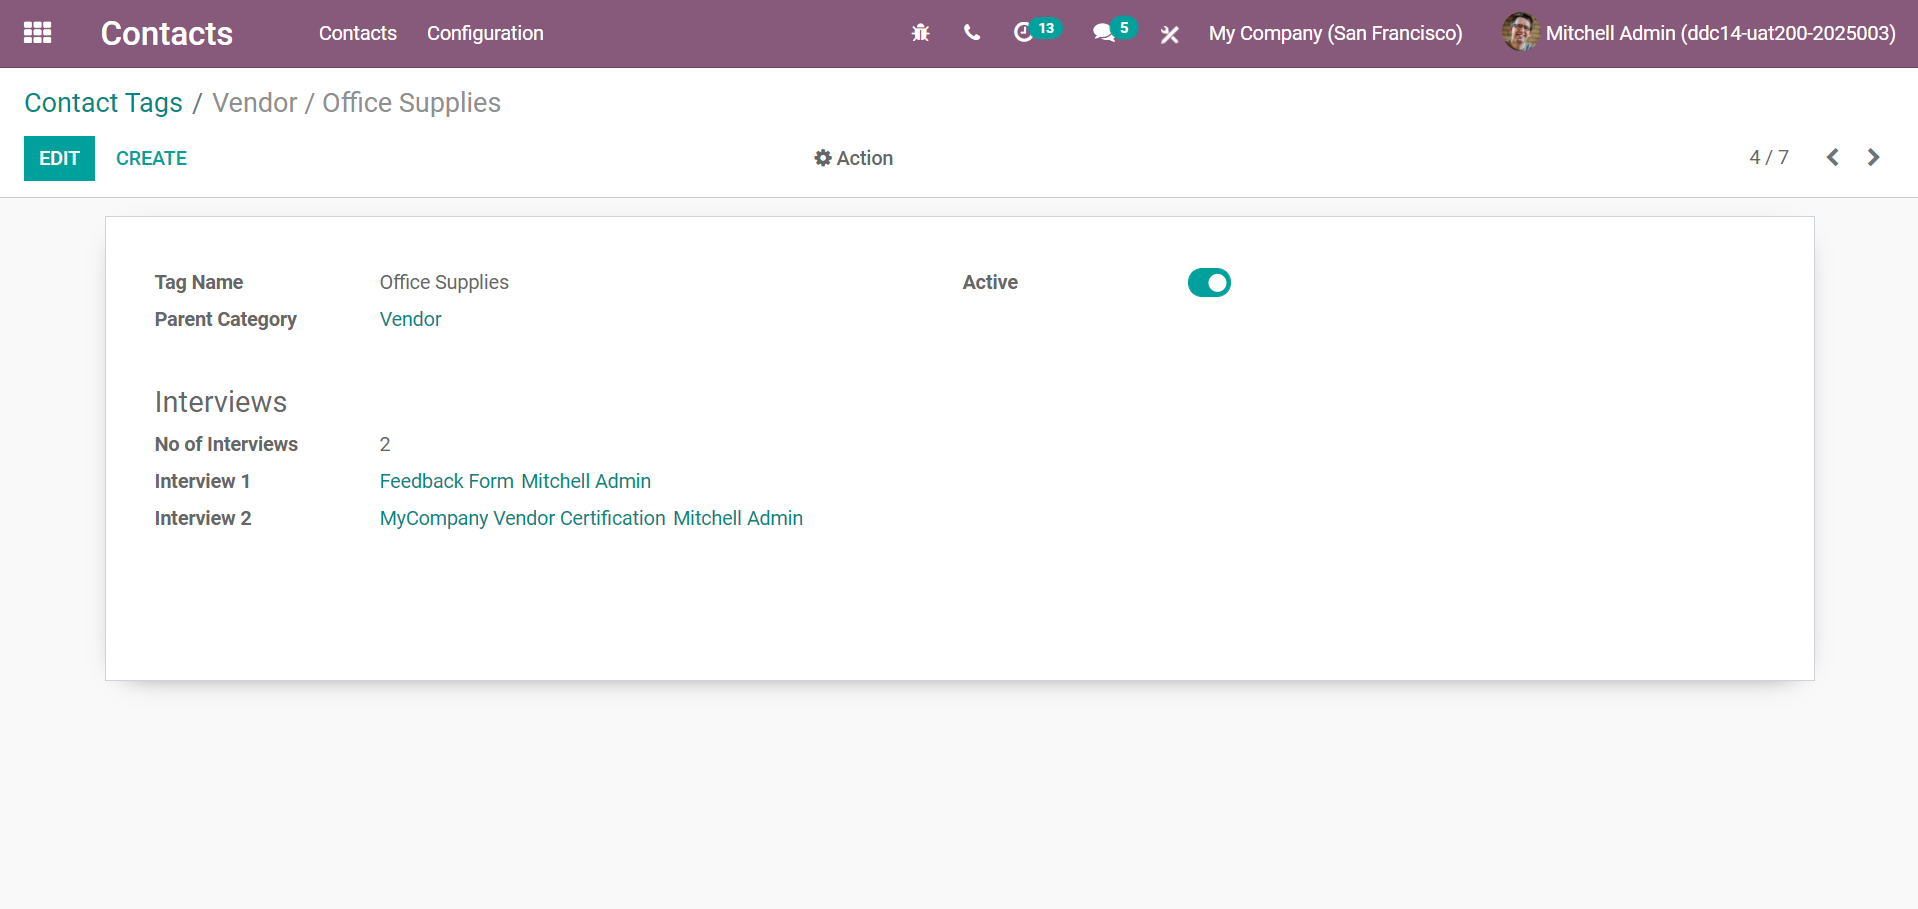 Contacts Contacts Configuration 13 5 My Company (San Francisco) Mitchell Admin (ddc14-uat200-2025003)
Contact Tags / Vendor / Office Supplies
EDIT CREATE Action 4 / 7
Tag Name Office Supplies Active
Parent Category Vendor
Interviews
No of Interviews 2
Interview 1 Feedback Form Mitchell Admin
Interview 2 MyCompany Vendor Certification Mitchell Admin